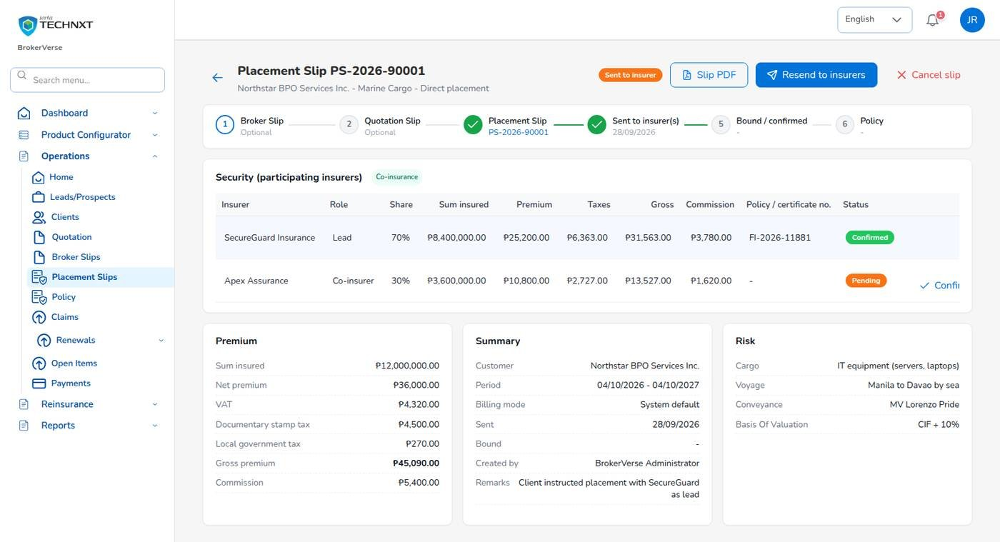 iorta
TECHNXT
BrokerVerse
Search menu...
Dashboard
Product Configurator
Operations
Home
Leads/Prospects
Clients
Quotation
Broker Slips
Placement Slips
Policy
Claims
Renewals
Open Items
Payments
Reinsurance
Reports
English
1
JR
Placement Slip PS-2026-90001
Northstar BPO Services Inc. - Marine Cargo - Direct placement
Sent to insurer
Slip PDF
Resend to insurers
Cancel slip
1 Broker Slip Optional
2 Quotation Slip Optional
Placement Slip PS-2026-90001
Sent to insurer(s) 28/09/2026
5 Bound / confirmed -
6 Policy -
Security (participating insurers) Co-insurance
Insurer Role Share Sum insured Premium Taxes Gross Commission Policy / certificate no. Status
SecureGuard Insurance Lead 70% ₱8,400,000.00 ₱25,200.00 ₱6,363.00 ₱31,563.00 ₱3,780.00 FI-2026-11881 Confirmed
Apex Assurance Co-insurer 30% ₱3,600,000.00 ₱10,800.00 ₱2,727.00 ₱13,527.00 ₱1,620.00 - Pending
Premium
Sum insured ₱12,000,000.00
Net premium ₱36,000.00
VAT ₱4,320.00
Documentary stamp tax ₱4,500.00
Local government tax ₱270.00
Gross premium ₱45,090.00
Commission ₱5,400.00
Summary
Customer Northstar BPO Services Inc.
Period 04/10/2026 - 04/10/2027
Billing mode System default
Sent 28/09/2026
Bound -
Created by BrokerVerse Administrator
Remarks Client instructed placement with SecureGuard
as lead
Risk
Cargo IT equipment (servers, laptops)
Voyage Manila to Davao by sea
Conveyance MV Lorenzo Pride
Basis Of Valuation CIF + 10%